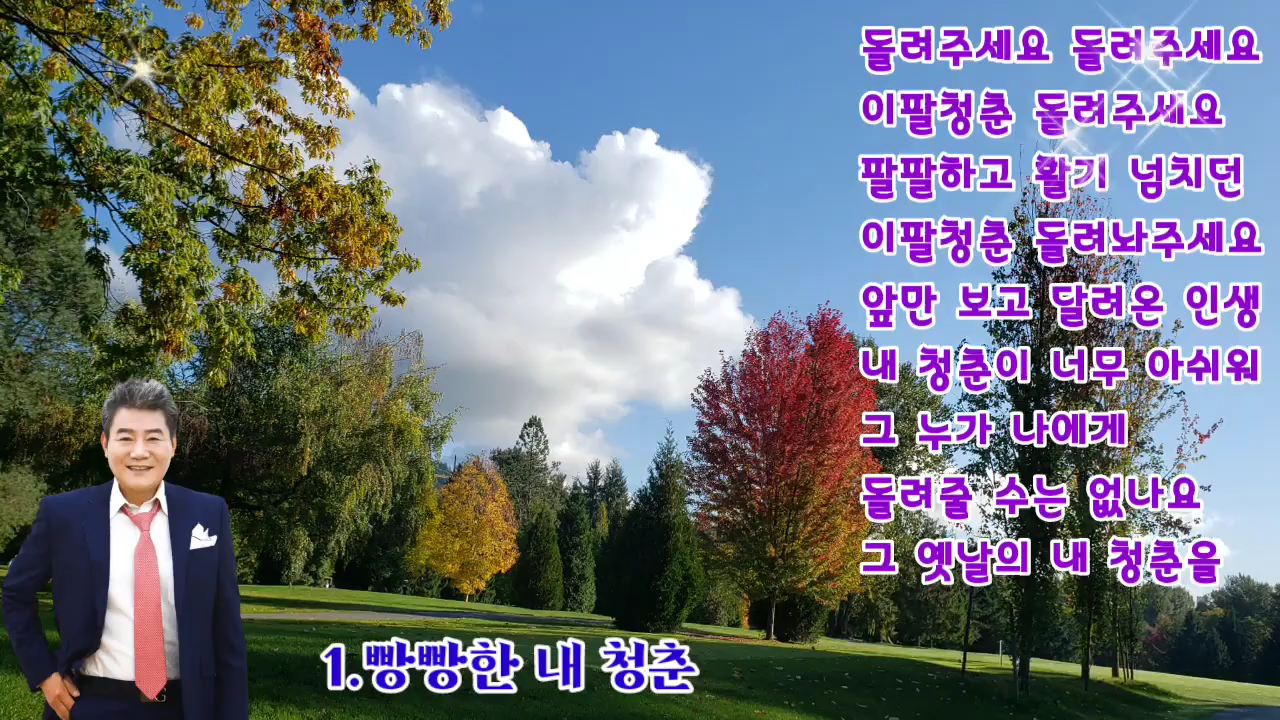 돌려주세요 돌려주세요
이팔청춘 돌려주세요
팔팔하고 활기 넘치던
이팔청춘 돌려놔주세요
앞만 보고 달려온 인생
내 청춘이 너무 아쉬워
그 누가 나에게
돌려줄 수는 없나요
그 옛날의 내 청춘을
1.빵빵한 내 청춘